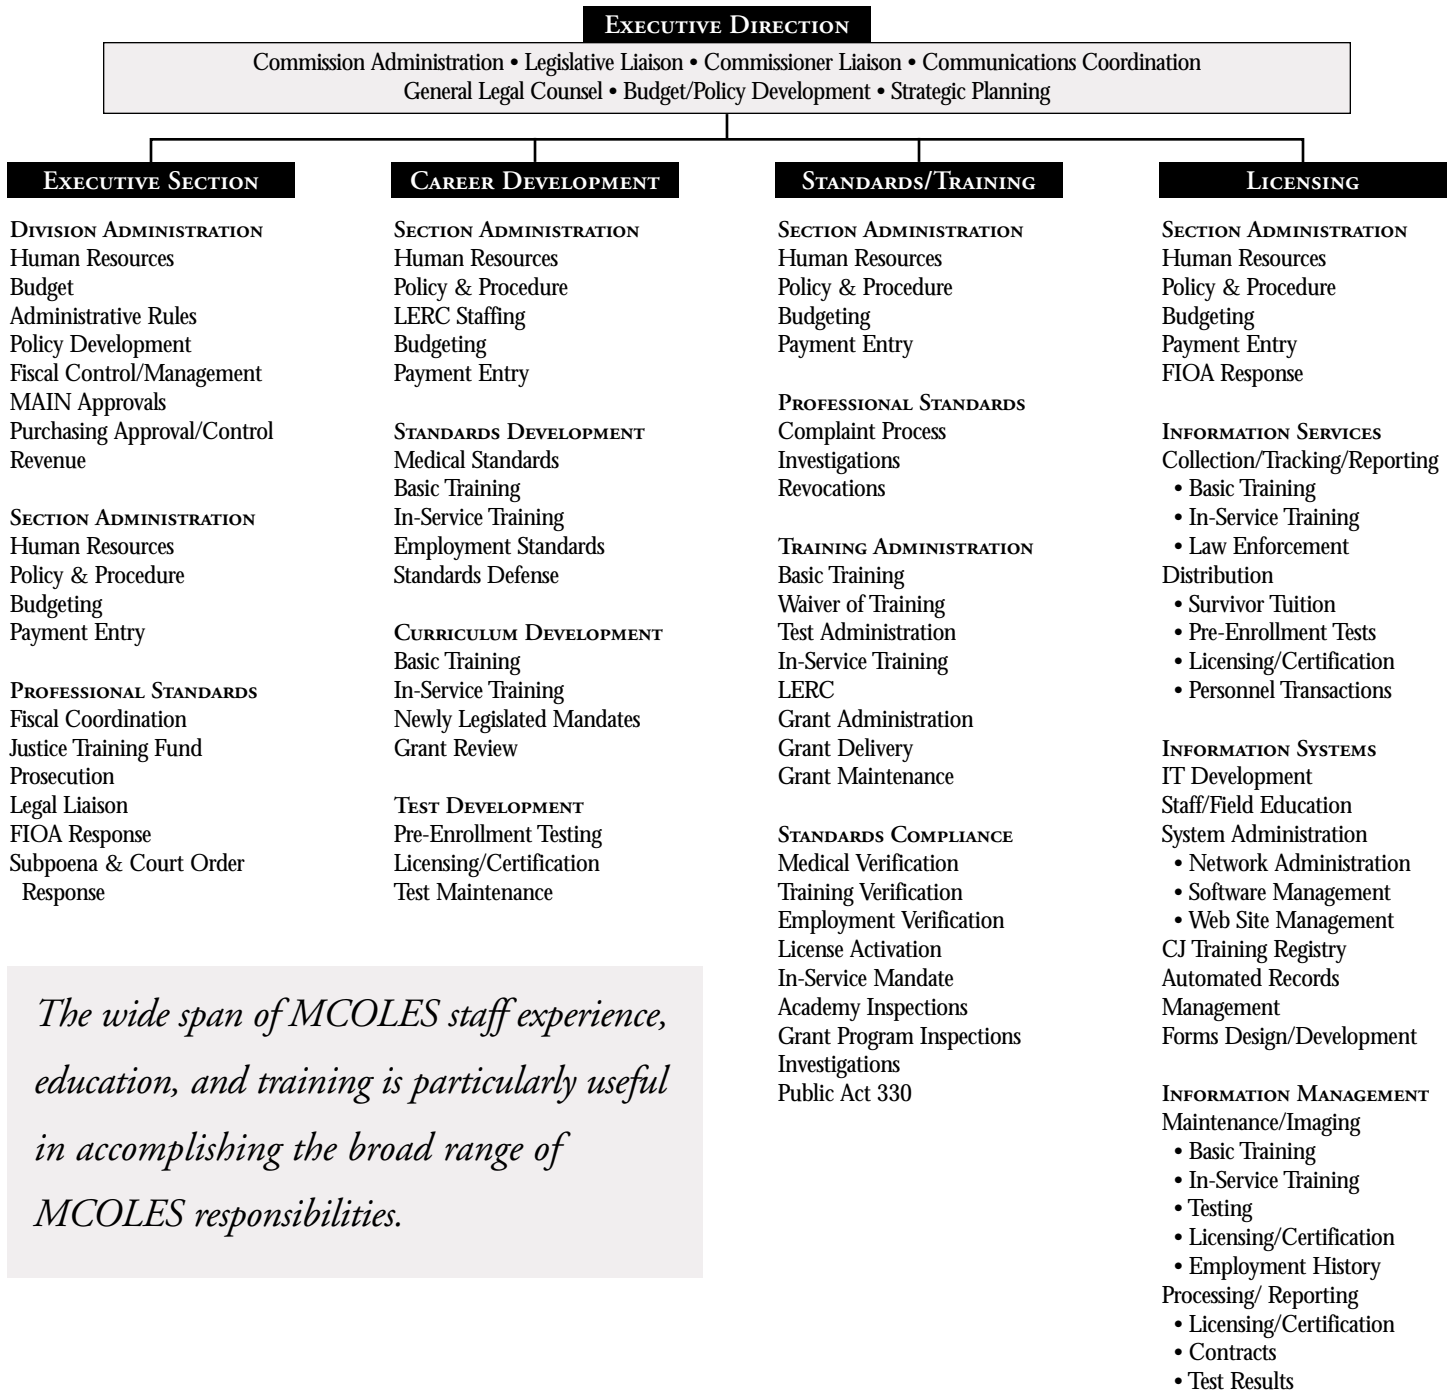 Executive Direction
Commission Administration • Legislative Liaison • Commissioner Liaison • Communications Coordination
General Legal Counsel • Budget/Policy Development • Strategic Planning
Executive Section
Division Administration
Human Resources
Budget
Administrative Rules
Policy Development
Fiscal Control/Management
MAIN Approvals
Purchasing Approval/Control
Revenue
Section Administration
Human Resources
Policy & Procedure
Budgeting
Payment Entry
Professional Standards
Fiscal Coordination
Justice Training Fund
Prosecution
Legal Liaison
FIOA Response
Subpoena & Court Order
Response
Career Development
Section Administration
Human Resources
Policy & Procedure
LERC Staffing
Budgeting
Payment Entry
Standards Development
Medical Standards
Basic Training
In-Service Training
Employment Standards
Standards Defense
Curriculum Development
Basic Training
In-Service Training
Newly Legislated Mandates
Grant Review
Test Development
Pre-Enrollment Testing
Licensing/Certification
Test Maintenance
Standards/Training
Section Administration
Human Resources
Policy & Procedure
Budgeting
Payment Entry
Professional Standards
Complaint Process
Investigations
Revocations
Training Administration
Basic Training
Waiver of Training
Test Administration
In-Service Training
LERC
Grant Administration
Grant Delivery
Grant Maintenance
Standards Compliance
Medical Verification
Training Verification
Employment Verification
License Activation
In-Service Mandate
Academy Inspections
Grant Program Inspections
Investigations
Public Act 330
Licensing
Section Administration
Human Resources
Policy & Procedure
Budgeting
Payment Entry
FIOA Response
Information Services
Collection/Tracking/Reporting
• Basic Training
• In-Service Training
• Law Enforcement
Distribution
• Survivor Tuition
• Pre-Enrollment Tests
• Licensing/Certification
• Personnel Transactions
Information Systems
IT Development
Staff/Field Education
System Administration
• Network Administration
• Software Management
• Web Site Management
CJ Training Registry
Automated Records
Management
Forms Design/Development
Information Management
Maintenance/Imaging
• Basic Training
• In-Service Training
• Testing
• Licensing/Certification
• Employment History
Processing/ Reporting
• Licensing/Certification
• Contracts
• Test Results
The wide span of MCOLES staff experience,
education, and training is particularly useful
in accomplishing the broad range of
MCOLES responsibilities.